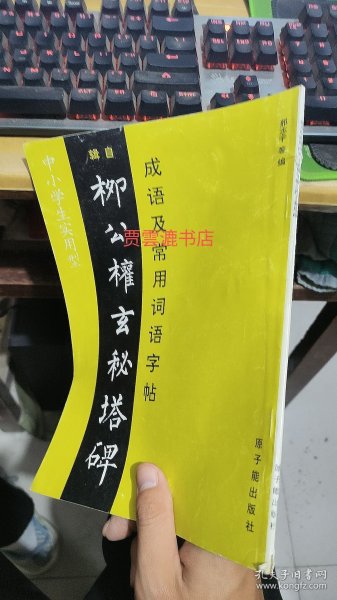 中小学生实用型
辑自
柳公權玄秘塔碑
成语及常用词语字帖
原子能出版社
贾雲漉书店
孔夫子旧书网